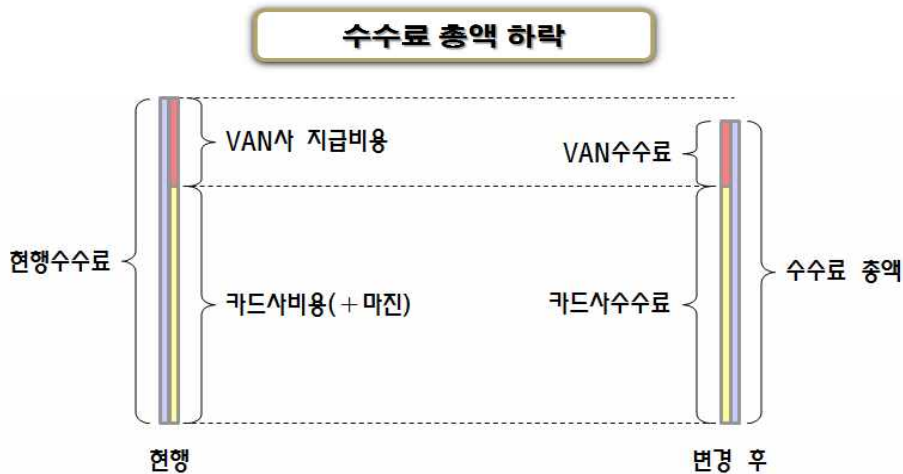 수수료 총액 하락
VAN사 지급비용
VAN수수료
현행수수료
카드사비용(+마진)
카드사수수료
수수료 총액
현행
변경 후